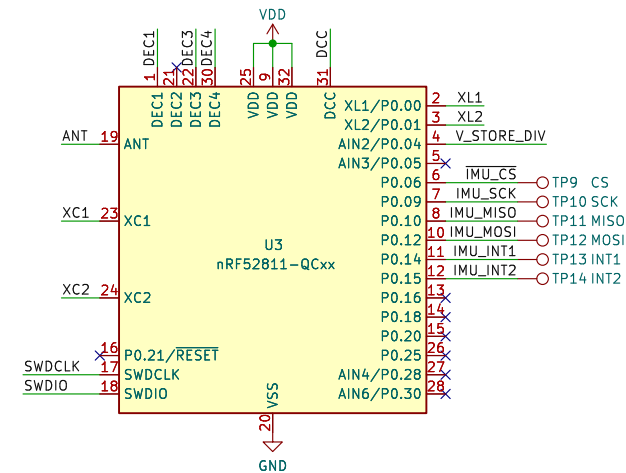 VDD
DEC1 DEC3 DEC4 DCC
1 21 22 30 25 9 32 31
DEC1 DEC2 DEC3 DEC4 VDD VDD VDD DCC
XL1/P0.00 2 XL1
XL2/P0.01 3 XL2
ANT 19 ANT AIN2/P0.04 4 V_STORE_DIV
AIN3/P0.05 5
P0.06 6 IMU_CS TP9 CS
P0.09 7 IMU_SCK TP10 SCK
XC1 23 XC1 P0.10 8 IMU_MISO TP11 MISO
P0.12 10 IMU_MOSI TP12 MOSI
U3
nRF52811-QCxx
P0.14 11 IMU_INT1 TP13 INT1
P0.15 12 IMU_INT2 TP14 INT2
XC2 24 XC2 P0.16 13
P0.18 14
P0.20 15
16 P0.21/RESET P0.25 26
SWDCLK 17 SWDCLK AIN4/P0.28 27
SWDIO 18 SWDIO AIN6/P0.30 28
VSS
20
GND